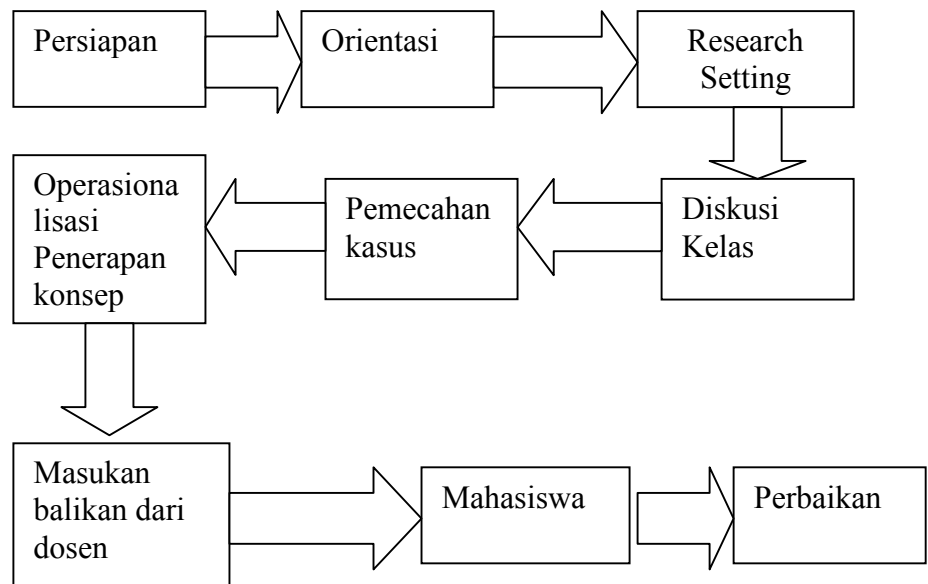 Persiapan
Orientasi
Research
Setting
Diskusi
Kelas
Pemecahan
kasus
Operasiona
lisasi
Penerapan
konsep
Masukan
balikan dari
dosen
Mahasiswa
Perbaikan